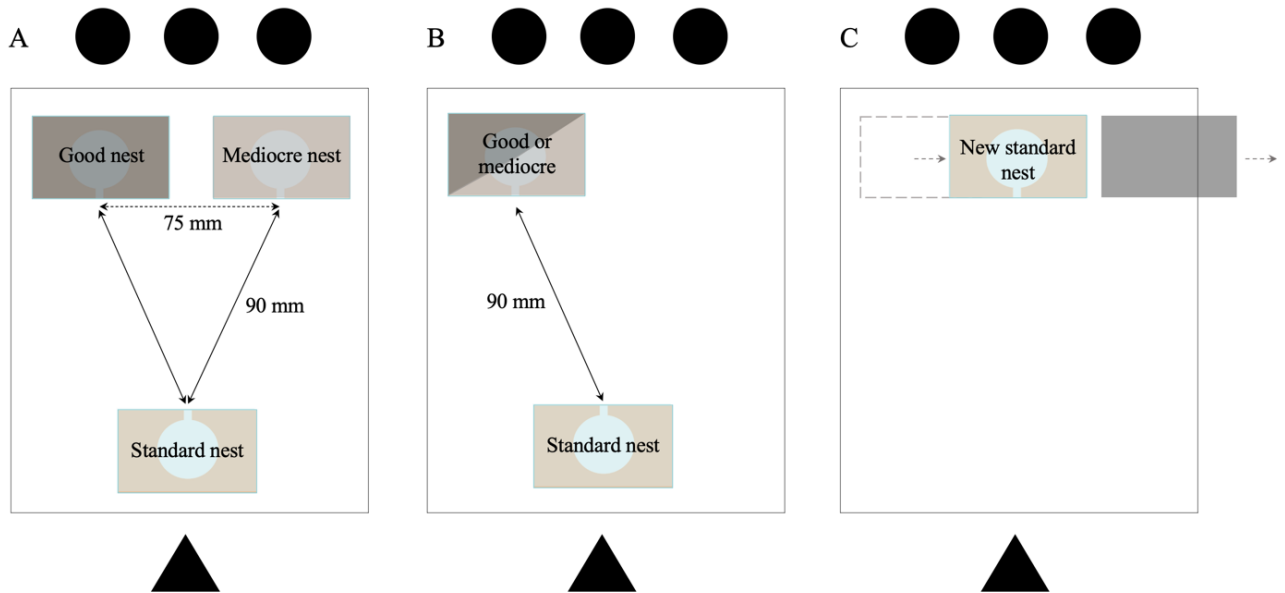 A
B
C
Good nest
Mediocre nest
75 mm
90 mm
Standard nest
Good or
mediocre
90 mm
Standard nest
New standard
nest